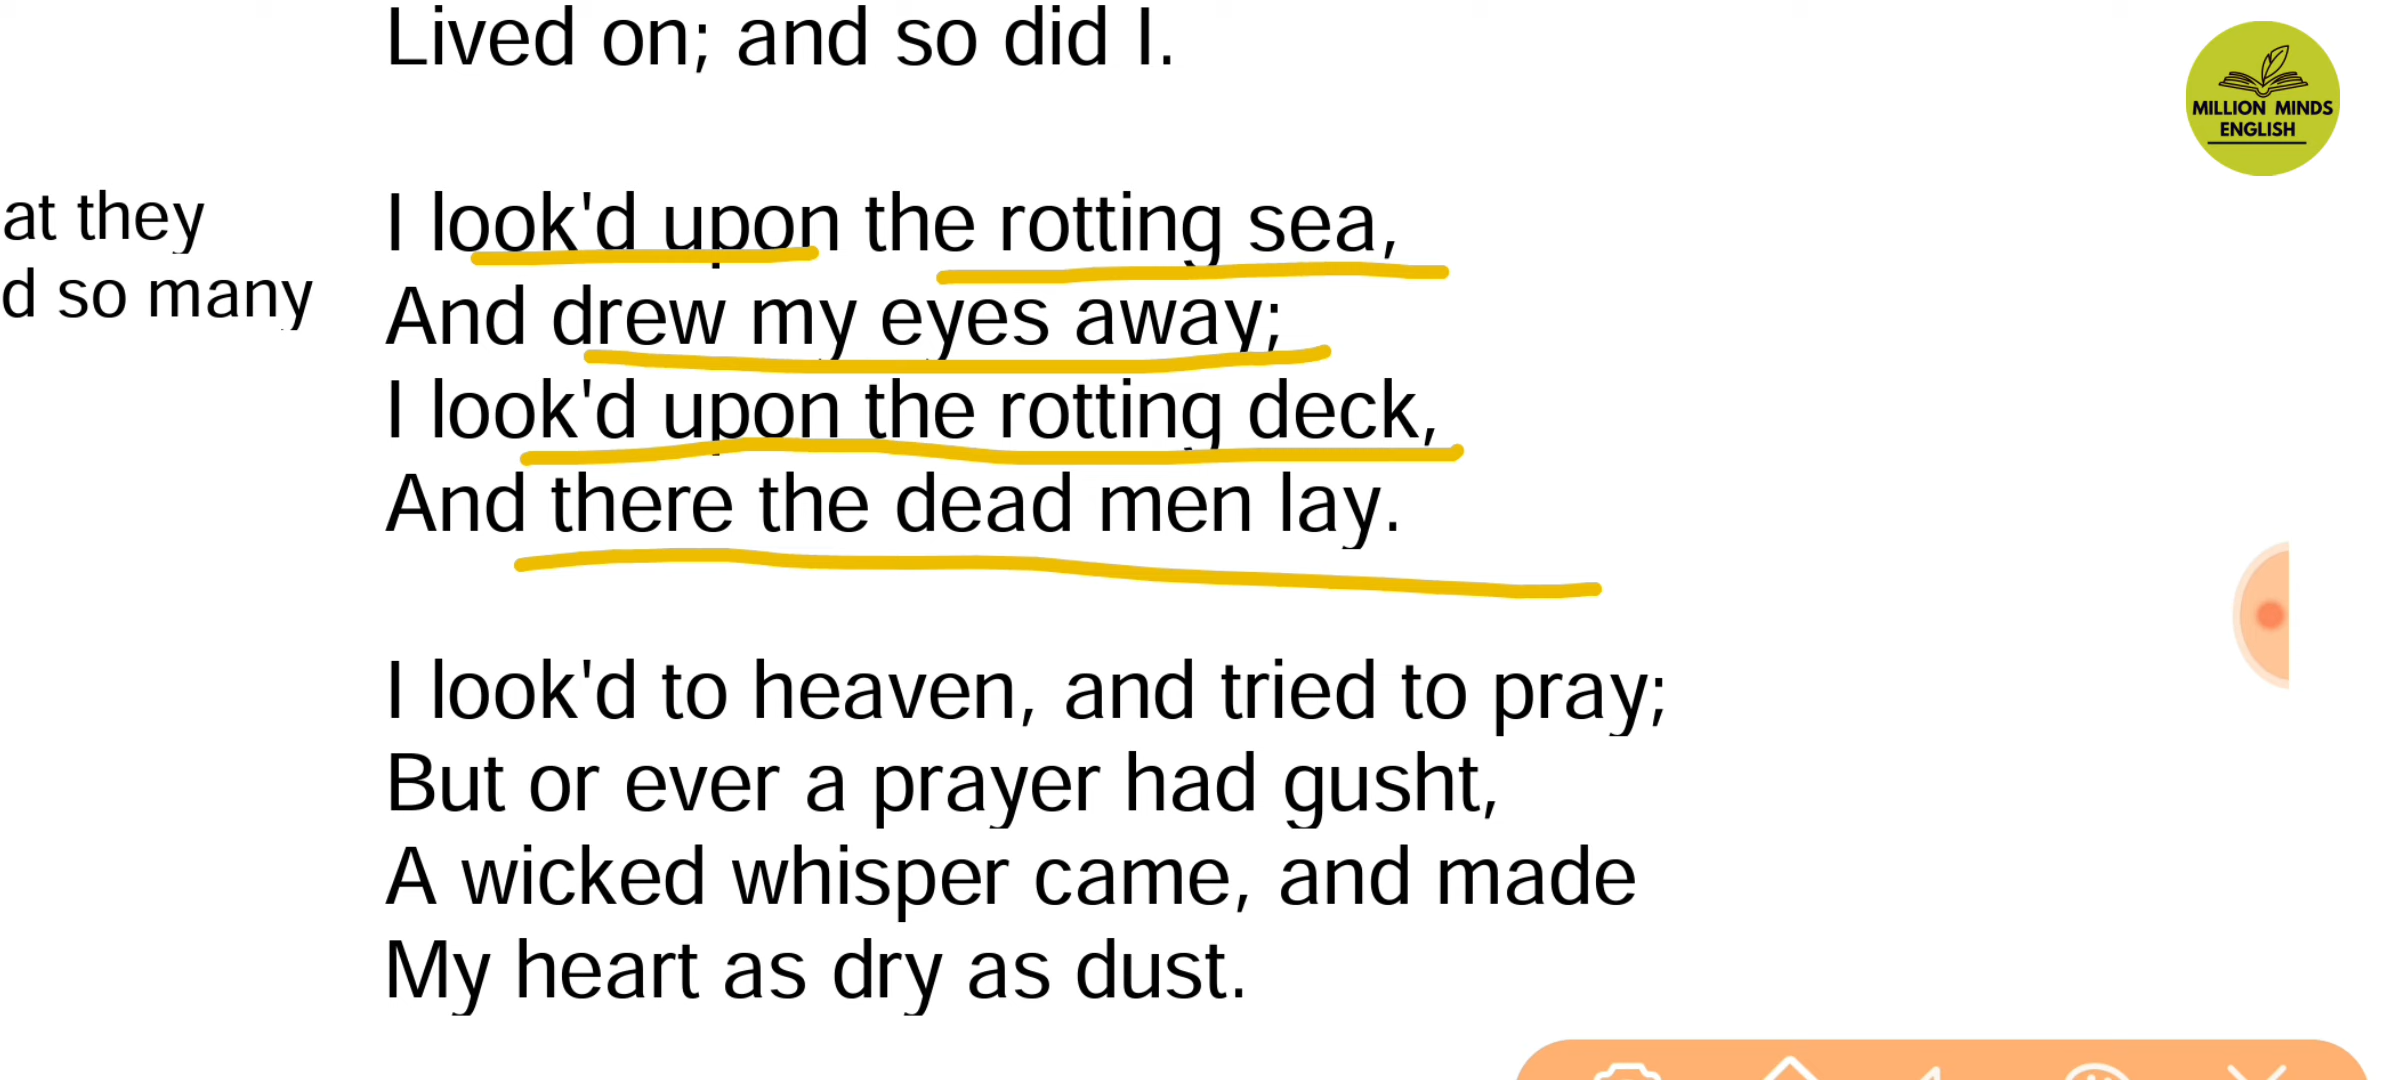 Lived on; and so did I.
MILLION MINDS
ENGLISH
at they
d so many
I look'd upon the rotting sea,
And drew my eyes away;
I look'd upon the rotting deck,
And there the dead men lay.
I look'd to heaven, and tried to pray;
But or ever a prayer had gusht,
A wicked whisper came, and made
My heart as dry as dust.